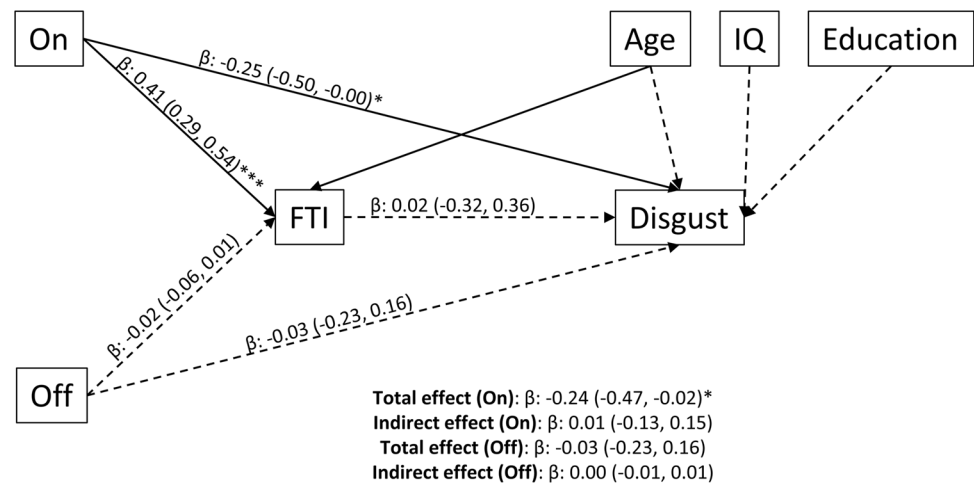 On
Age
IQ
Education
β: -0.25 (-0.50, -0.00)*
β: 0.41 (0.29, 0.54)***
FTI
β: 0.02 (-0.32, 0.36)
Disgust
β: -0.02 (-0.06, 0.01)
β: -0.03 (-0.23, 0.16)
Off
Total effect (On): β: -0.24 (-0.47, -0.02)*
Indirect effect (On): β: 0.01 (-0.13, 0.15)
Total effect (Off): β: -0.03 (-0.23, 0.16)
Indirect effect (Off): β: 0.00 (-0.01, 0.01)